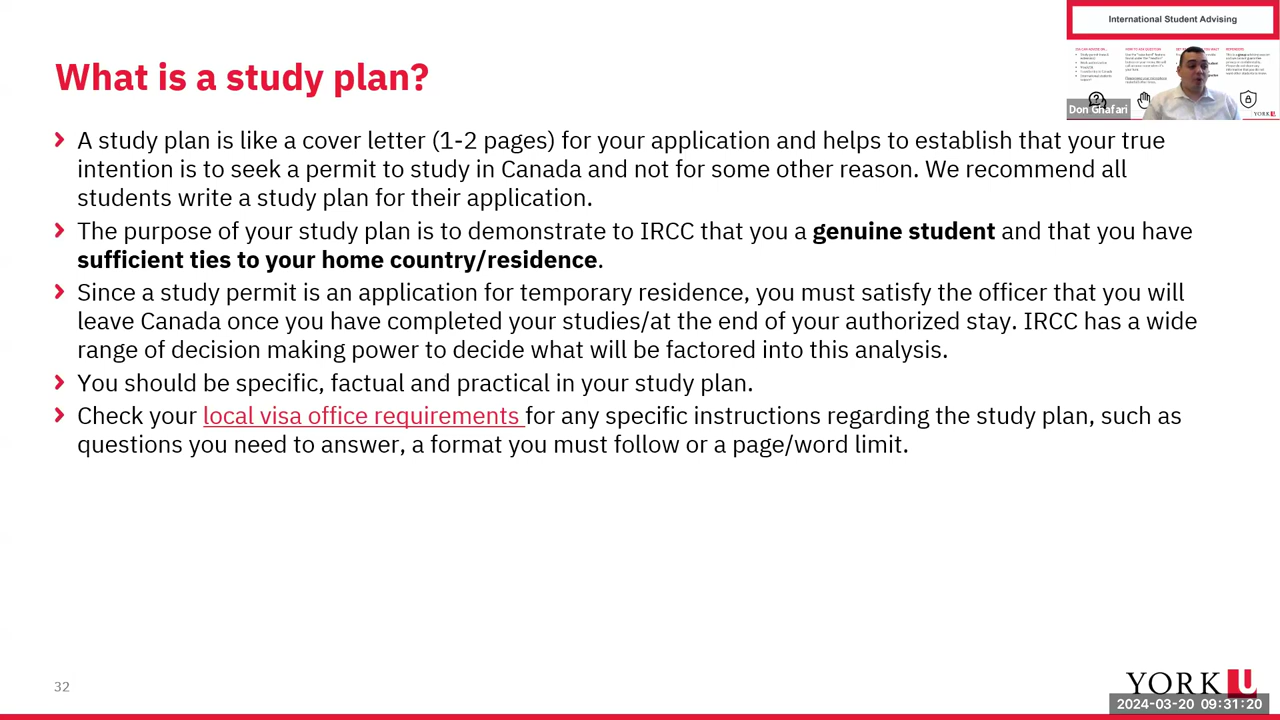 International Student Advising
What is a study plan?
Don Ghafari
A study plan is like a cover letter (1-2 pages) for your application and helps to establish that your true
intention is to seek a permit to study in Canada and not for some other reason. We recommend all
students write a study plan for their application.
The purpose of your study plan is to demonstrate to IRCC that you a genuine student and that you have
sufficient ties to your home country/residence.
Since a study permit is an application for temporary residence, you must satisfy the officer that you will
leave Canada once you have completed your studies/at the end of your authorized stay. IRCC has a wide
range of decision making power to decide what will be factored into this analysis.
You should be specific, factual and practical in your study plan.
Check your local visa office requirements for any specific instructions regarding the study plan, such as
questions you need to answer, a format you must follow or a page/word limit.
32
YORK U
2024-03-20 09:31:20